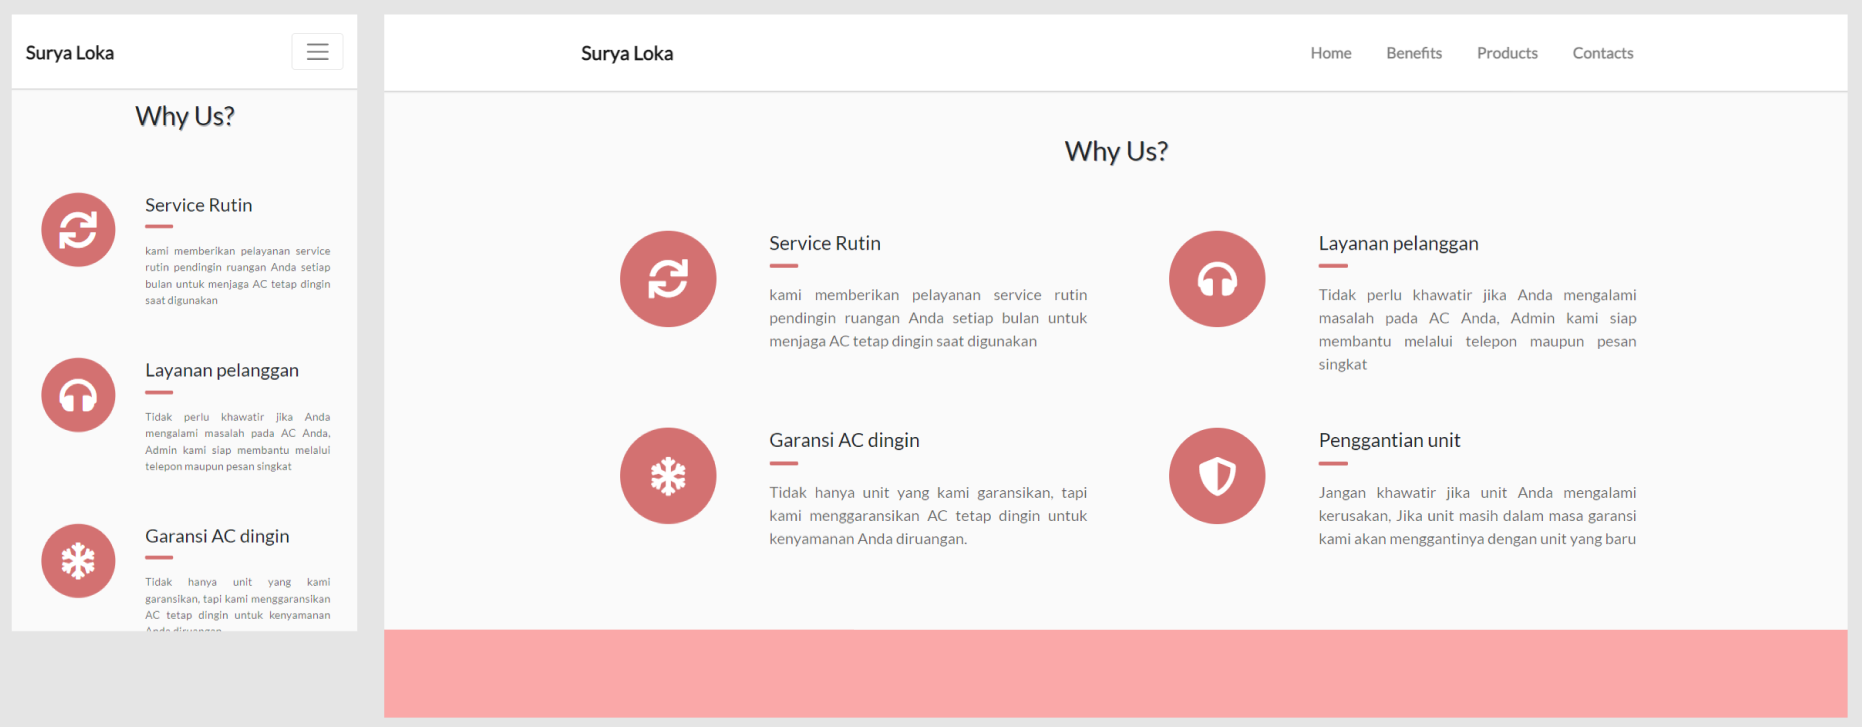 Surya Loka
Why Us?
Service Rutin
kami memberikan pelayanan service
rutin pendingin ruangan Anda setiap
bulan untuk menjaga AC tetap dingin
saat digunakan
Layanan pelanggan
Tidak perlu khawatir jika Anda
mengalami masalah pada AC Anda,
Admin kami siap membantu melalui
telepon maupun pesan singkat
Garansi AC dingin
Tidak hanya unit yang kami
garansikan, tapi kami menggaransikan
AC tetap dingin untuk kenyamanan
Anda diruangan.
Surya Loka
Home Benefits Products Contacts
Why Us?
Service Rutin
kami memberikan pelayanan service rutin
pendingin ruangan Anda setiap bulan untuk
menjaga AC tetap dingin saat digunakan
Layanan pelanggan
Tidak perlu khawatir jika Anda mengalami
masalah pada AC Anda, Admin kami siap
membantu melalui telepon maupun pesan
singkat
Garansi AC dingin
Tidak hanya unit yang kami garansikan, tapi
kami menggaransikan AC tetap dingin untuk
kenyamanan Anda diruangan.
Penggantian unit
Jangan khawatir jika unit Anda mengalami
kerusakan, Jika unit masih dalam masa garansi
kami akan menggantinya dengan unit yang baru